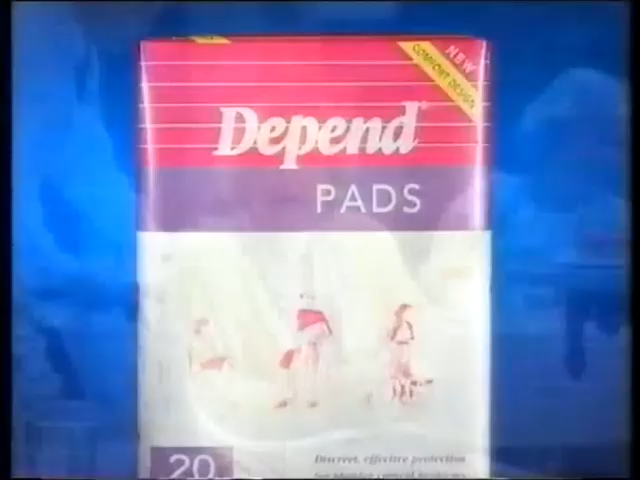 NEW
COMFORT DESIGN
Depend
PADS
20
Discreet, effective protection